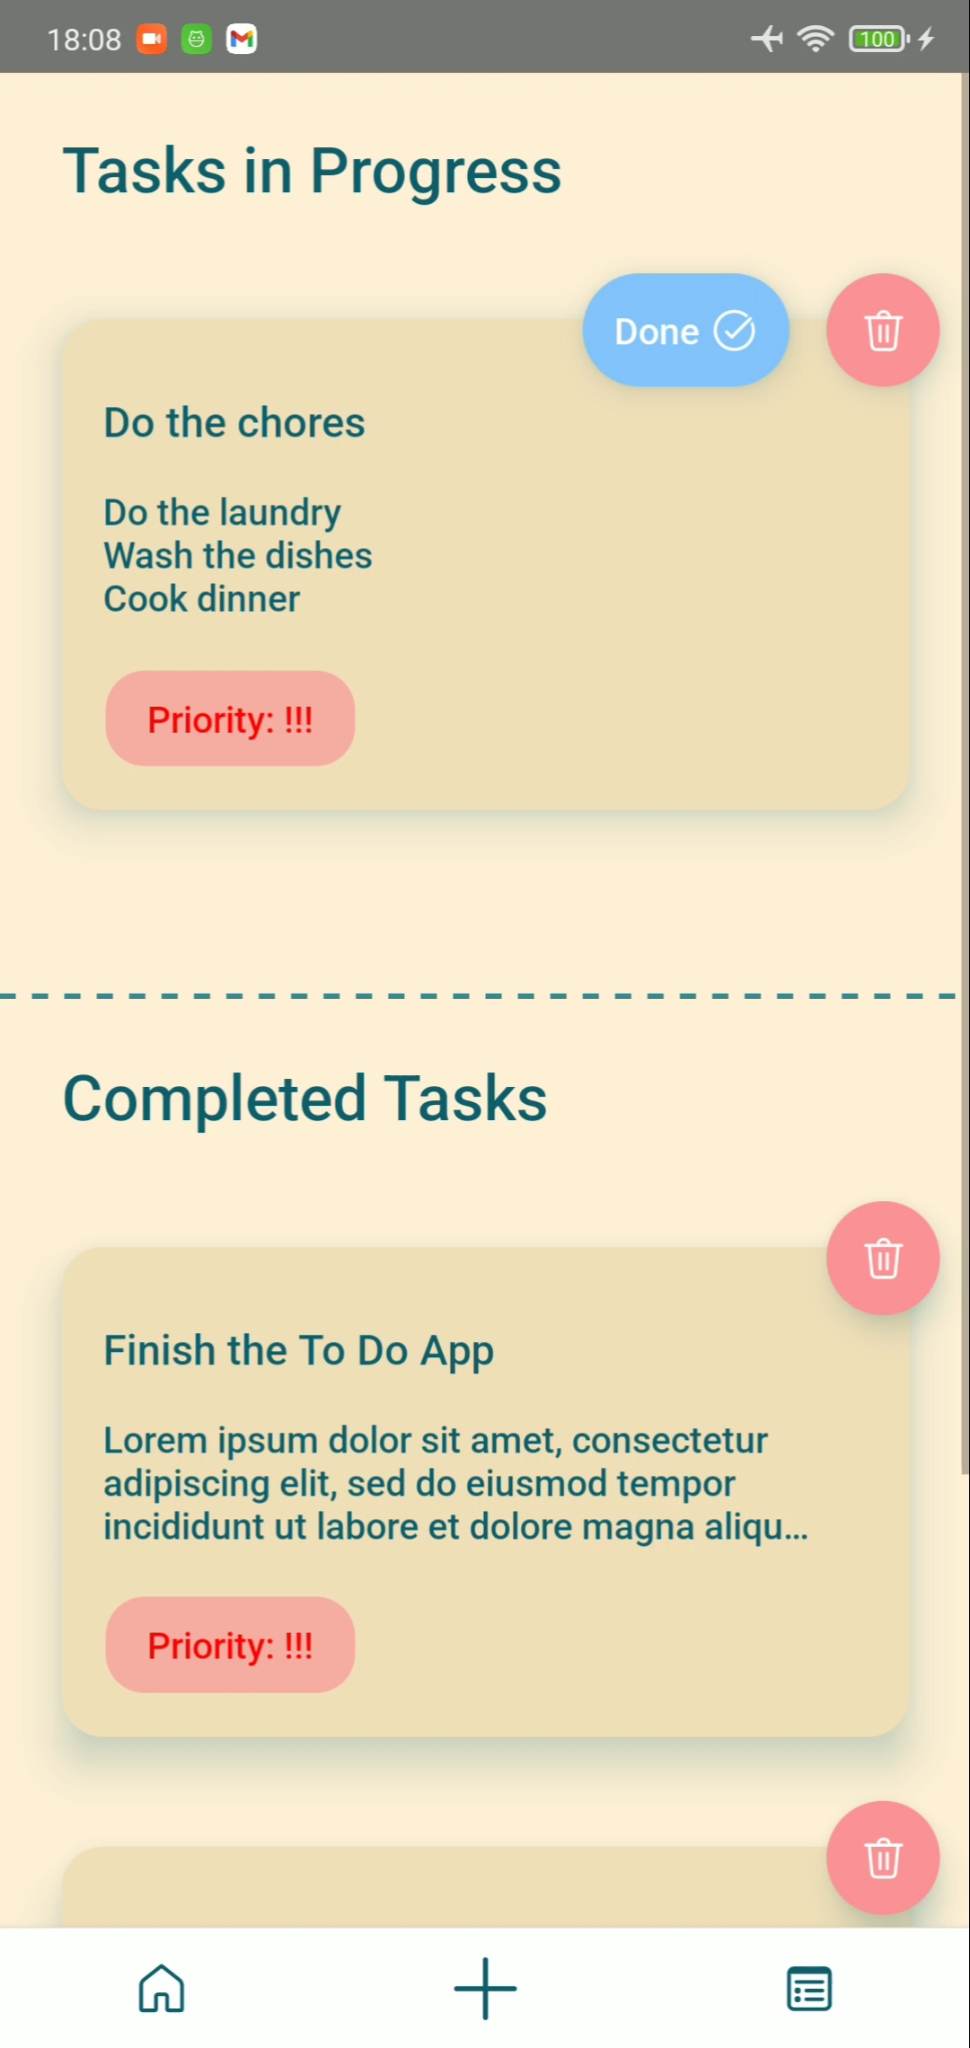 18:08
100
Tasks in Progress
Done
Do the chores
Do the laundry
Wash the dishes
Cook dinner
Priority: !!!
Completed Tasks
Finish the To Do App
Lorem ipsum dolor sit amet, consectetur
adipiscing elit, sed do eiusmod tempor
incididunt ut labore et dolore magna aliqu...
Priority: !!!